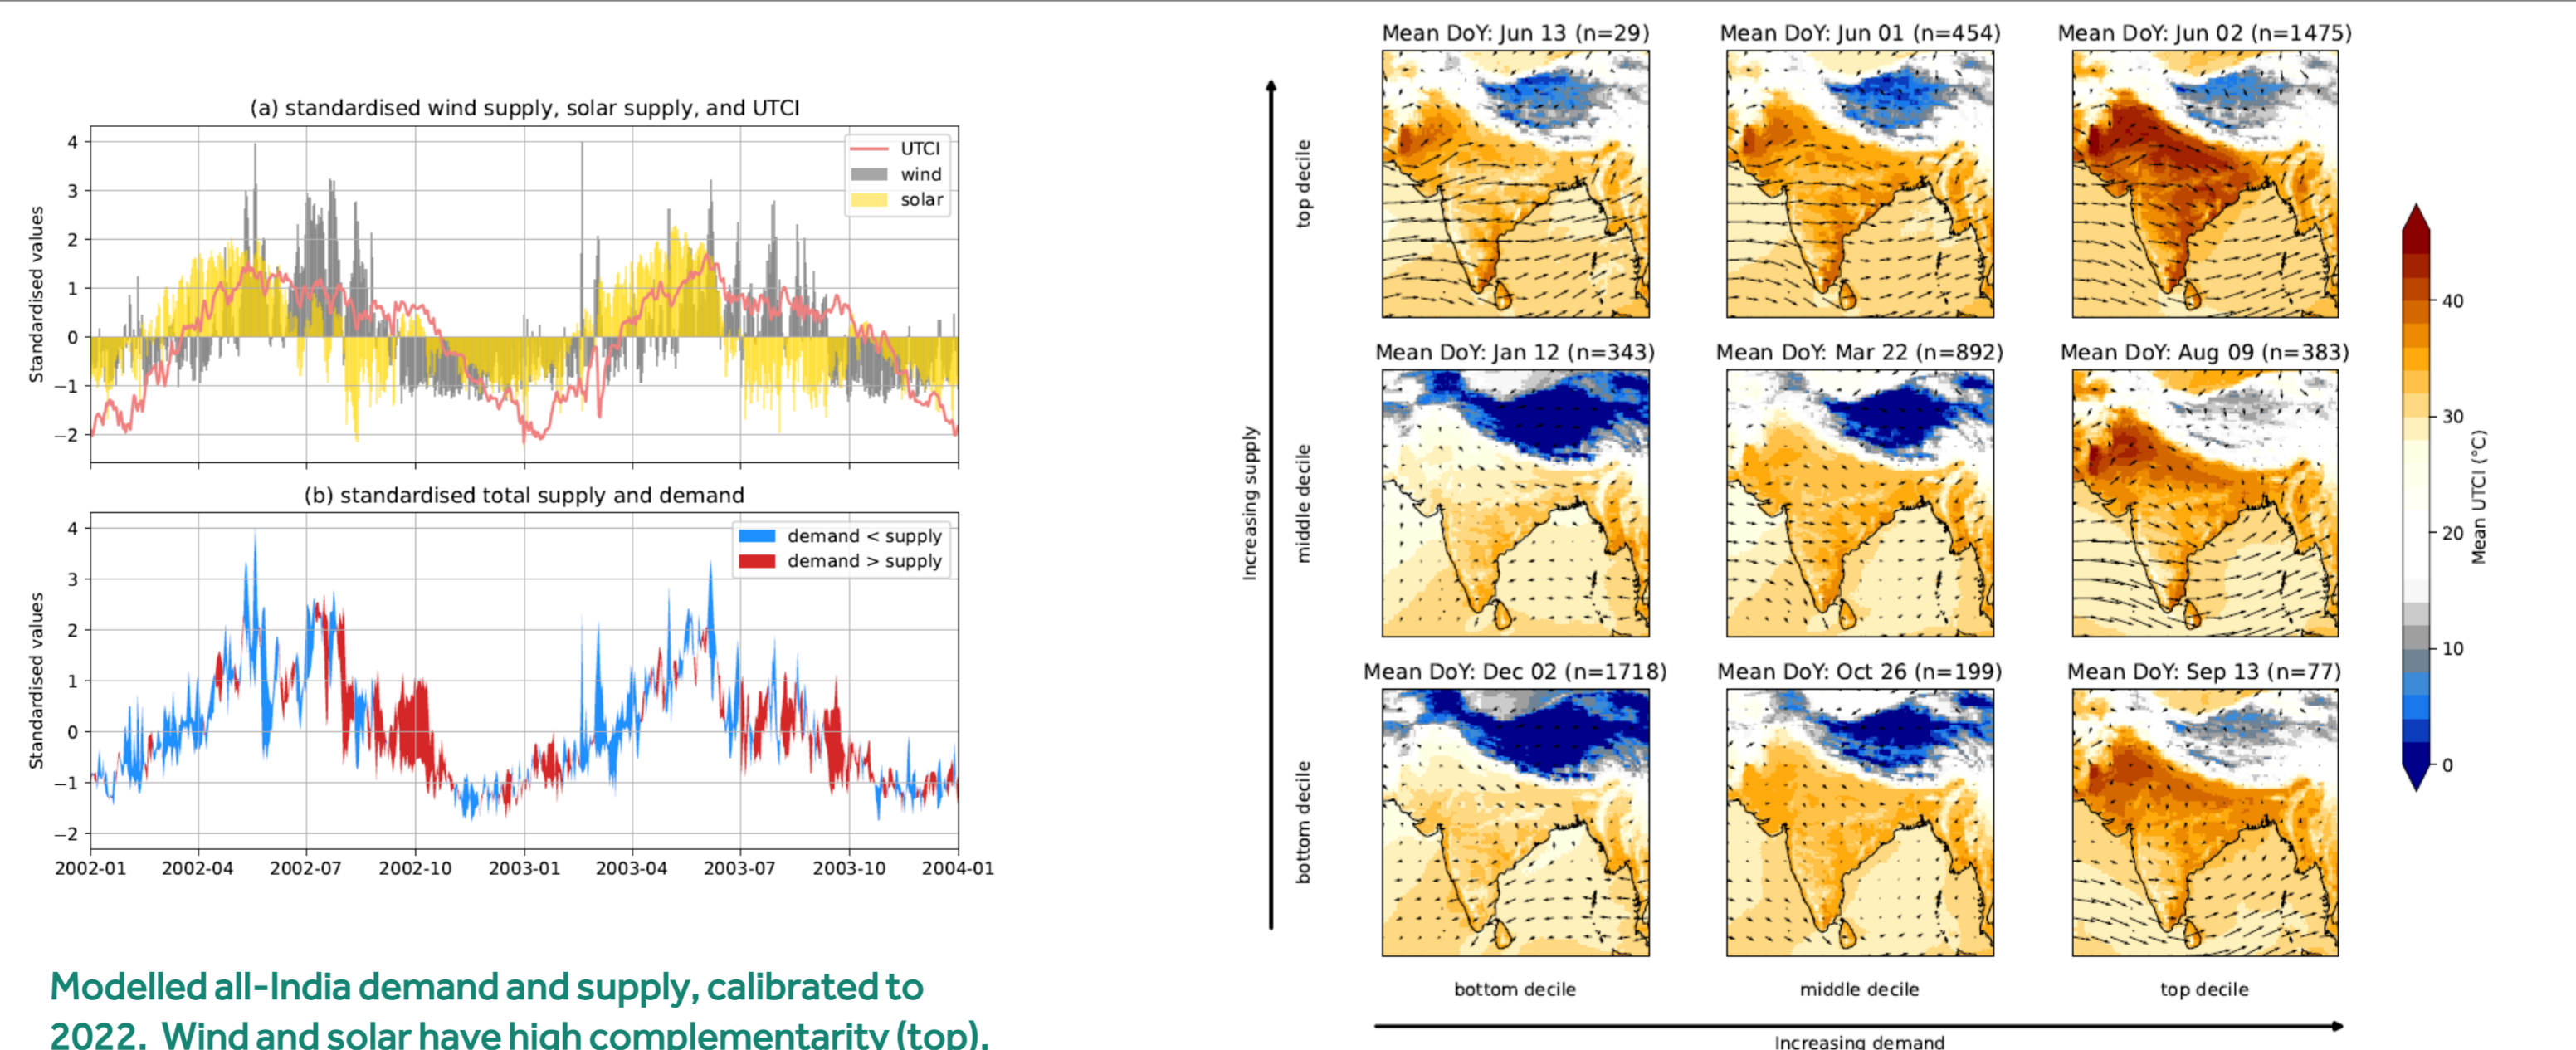 (a) standardised wind supply, solar supply, and UTCI
Standardised values
4
3
2
1
0
−1
−2
UTCI
wind
solar
(b) standardised total supply and demand
Standardised values
4
3
2
1
0
−1
−2
demand < supply
demand > supply
2002-01 2002-04 2002-07 2002-10 2003-01 2003-04 2003-07 2003-10 2004-01
Modelled all-India demand and supply, calibrated to
2022. Wind and solar have high complementarity (top).
Mean DoY: Jun 13 (n=29) Mean DoY: Jun 01 (n=454) Mean DoY: Jun 02 (n=1475)
top decile
Mean DoY: Jan 12 (n=343) Mean DoY: Mar 22 (n=892) Mean DoY: Aug 09 (n=383)
Increasing supply
middle decile
Mean DoY: Dec 02 (n=1718) Mean DoY: Oct 26 (n=199) Mean DoY: Sep 13 (n=77)
bottom decile
bottom decile middle decile top decile
Increasing demand
40
30
20
10
0
Mean UTCI (°C)